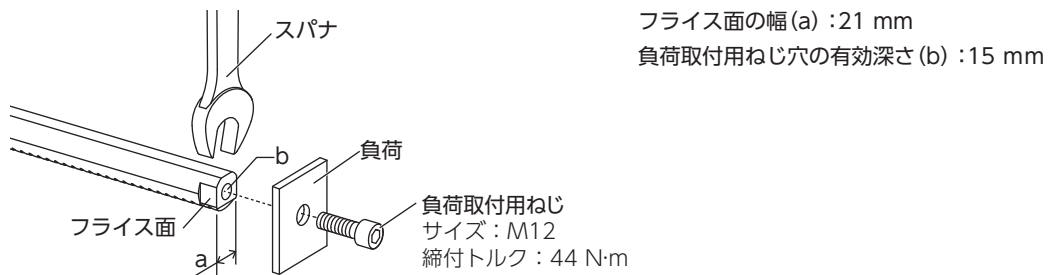 スパナ
フライス面の幅(a)：21 mm
負荷取付用ねじ穴の有効深さ(b)：15 mm
b
負荷
フライス面
a
負荷取付用ねじ
サイズ：M12
締付トルク：44 N·m